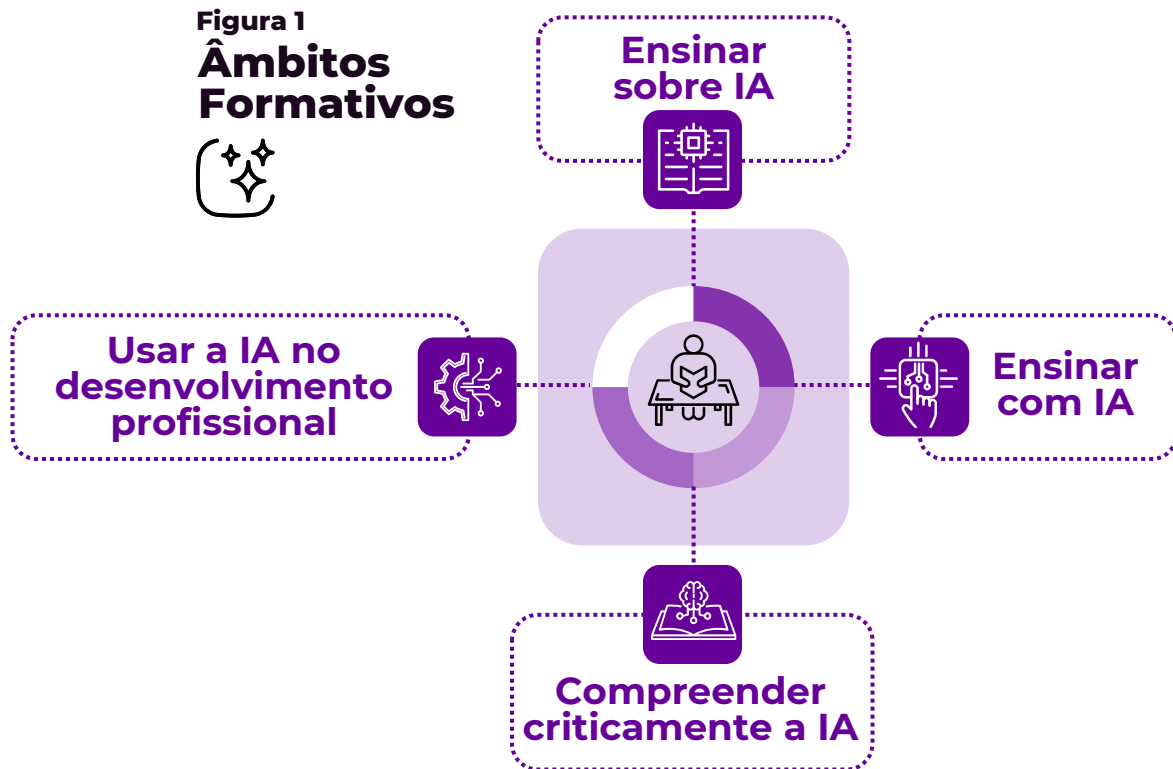 Figura 1
Âmbitos
Formativos
Ensinar
sobre IA
Usar a IA no
desenvolvimento
profissional
Ensinar
com IA
Compreender
criticamente a IA